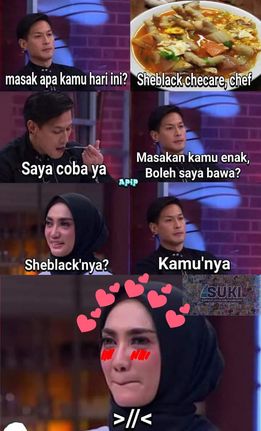 masak apa kamu hari ini?
Sheblack checare, chef
Saya coba ya
APIP
Masakan kamu enak,
Boleh saya bawa?
Sheblack'nya?
Kamu'nya
SUKI
>//<